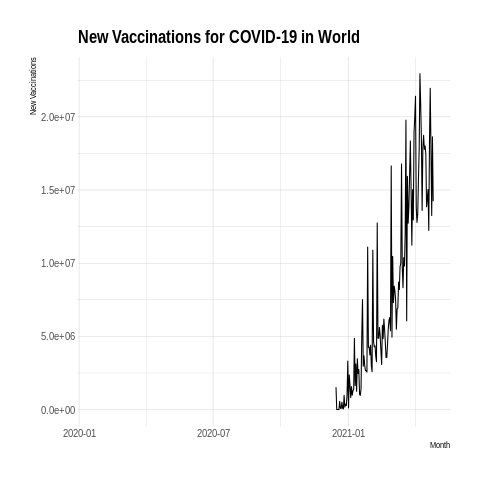 New Vaccinations for COVID-19 in World
New Vaccinations
2.0e+07
1.5e+07
1.0e+07
5.0e+06
0.0e+00
2020-01 2020-07 2021-01
Month